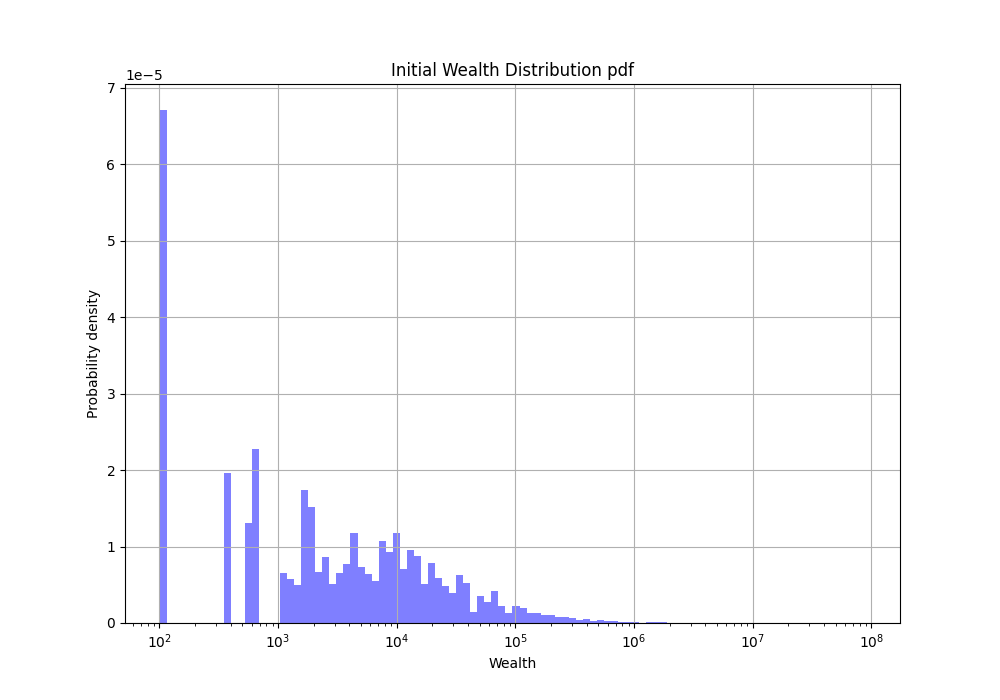 Initial Wealth Distribution pdf
1e−5
7
6
5
4
3
2
1
0
Probability density
10² 10³ 10⁴ 10⁵ 10⁶ 10⁷ 10⁸
Wealth